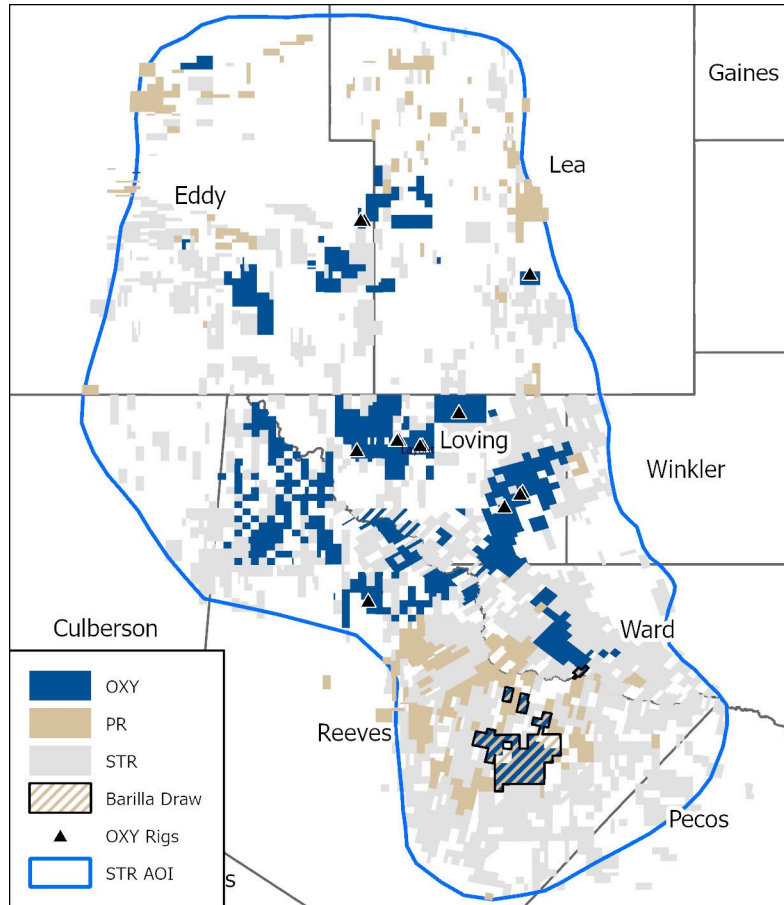 Gaines
Lea
Eddy
Loving
Winkler
Culberson
Ward
Reeves
Pecos
OXY
PR
STR
Barilla Draw
OXY Rigs
STR AOI
s